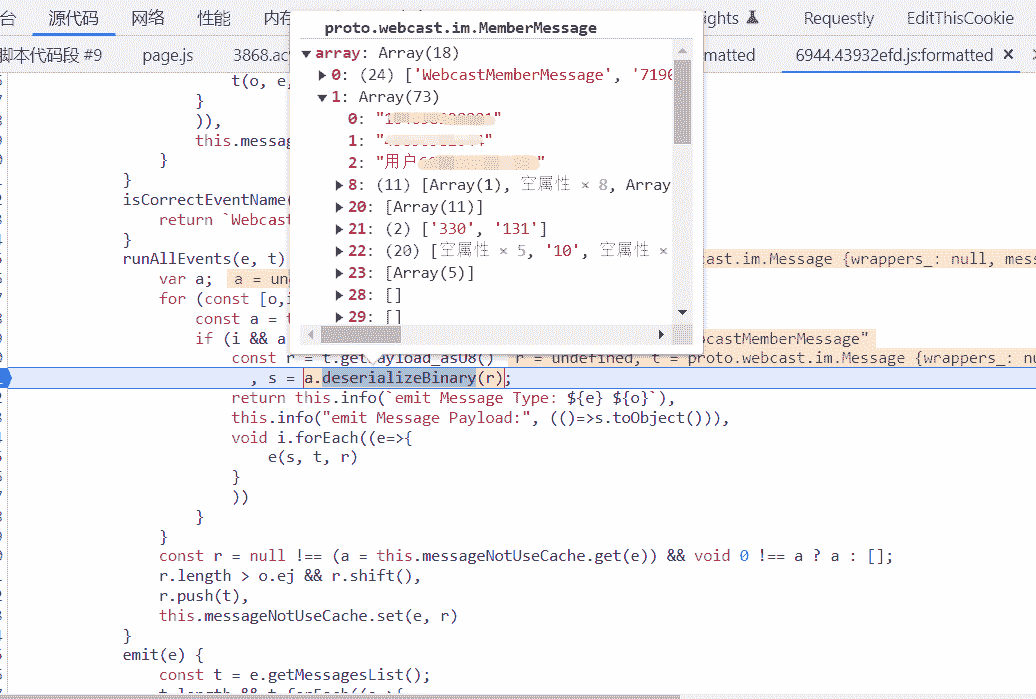 台 源代码 网络 性能 内存 ights Requestly EditThisCookie
脚本代码段 #9 page.js 3868.ac matted 6944.43932efd.js:formatted ×
proto.webcast.im.MemberMessage
▼array: Array(18)
▶0: (24) ['WebcastMemberMessage', '7190
▼1: Array(73)
0:
1:
2: "用户
▶8: (11) [Array(1), 空属性 × 8, Array
▶20: [Array(11)]
▶21: (2) ['330', '131']
▶22: (20) [空属性 × 5, '10', 空属性 ×
▶23: [Array(5)]
▶28: []
▶29: []
t(o, e,
}
)),
this.messag
}
}
isCorrectEventName(
return `Webcast
}
runAllEvents(e, t) cast.im.Message {wrappers_: null, mess
var a; a = und
for (const [o,i
const a = t
if (i && a bcastMemberMessage"
const r = t.getPayload_asU8() r = undefined, t = proto.webcast.im.Message {wrappers_: nu
, s = a.deserializeBinary(r);
return this.info(`emit Message Type: ${e} ${o}`),
this.info("emit Message Payload:", (()=>s.toObject())),
void i.forEach((e=>{
e(s, t, r)
}
))
}
}
const r = null !== (a = this.messageNotUseCache.get(e)) && void 0 !== a ? a : [];
r.length > o.ej && r.shift(),
r.push(t),
this.messageNotUseCache.set(e, r)
}
emit(e) {
const t = e.getMessagesList();
t.length && t.forEach((e=>{